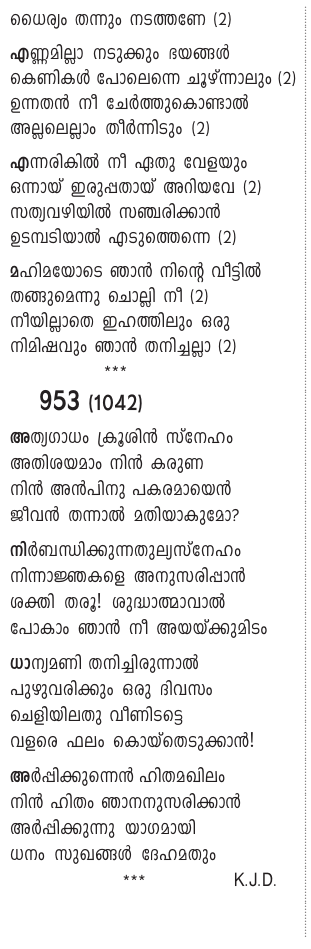 ധൈര്യം തന്നും നടത്തണേ (2)
എണ്ണമില്ലാ നടുക്കും ഭയങ്ങൾ
കെണികൾ പോലെന്നെ ചൂഴ്ന്നാലും (2)
ഉന്നതൻ നീ ചേർത്തുകൊണ്ടാൽ
അല്ലലെല്ലാം തീർന്നിടും (2)
എന്നരികിൽ നീ ഏതു വേളയും
ഒന്നായ് ഇരുപ്പതായ് അറിയവേ (2)
സത്യവഴിയിൽ സഞ്ചരിക്കാൻ
ഉടമ്പടിയാൽ എടുത്തെന്നെ (2)
മഹിമയോടെ ഞാൻ നിന്റെ വീട്ടിൽ
തങ്ങുമെന്നു ചൊല്ലി നീ (2)
നീയില്ലാതെ ഇഹത്തിലും ഒരു
നിമിഷവും ഞാൻ തനിച്ചല്ലാ (2)
***
953 (1042)
അത്യഗാധം ക്രൂശിൻ സ്നേഹം
അതിശയമാം നിൻ കരുണ
നിൻ അൻപിനു പകരമായെൻ
ജീവൻ തന്നാൽ മതിയാകുമോ?
നിർബന്ധിക്കുന്നതുല്യസ്നേഹം
നിന്നാജ്ഞകളെ അനുസരിപ്പാൻ
ശക്തി തരൂ! ശുദ്ധാത്മാവാൽ
പോകാം ഞാൻ നീ അയയ്ക്കുമിടം
ധാന്യമണി തനിച്ചിരുന്നാൽ
പുഴുവരിക്കും ഒരു ദിവസം
ചെളിയിലതു വീണിടട്ടെ
വളരെ ഫലം കൊയ്തെടുക്കാൻ!
അർപ്പിക്കുന്നെൻ ഹിതമഖിലം
നിൻ ഹിതം ഞാനനുസരിക്കാൻ
അർപ്പിക്കുന്നു യാഗമായി
ധനം സുഖങ്ങൾ ദേഹമതും
*** K.J.D.